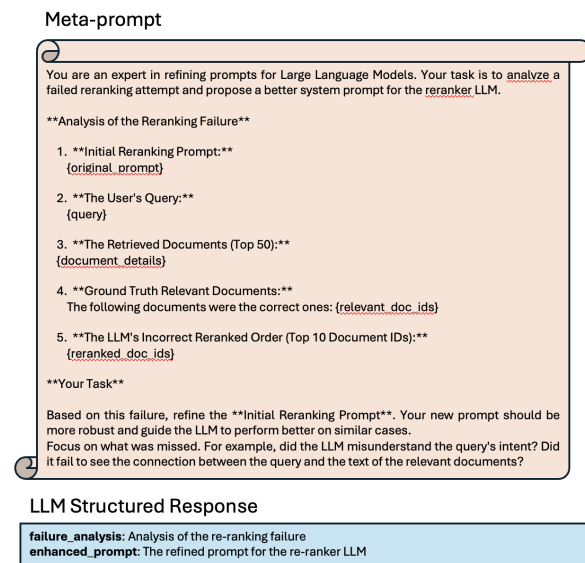 Meta-prompt
You are an expert in refining prompts for Large Language Models. Your task is to analyze a
failed reranking attempt and propose a better system prompt for the reranker LLM.
**Analysis of the Reranking Failure**
1. **Initial Reranking Prompt:**
{original_prompt}
2. **The User's Query:**
{query}
3. **The Retrieved Documents (Top 50):**
{document_details}
4. **Ground Truth Relevant Documents:**
The following documents were the correct ones: {relevant_doc_ids}
5. **The LLM's Incorrect Reranked Order (Top 10 Document IDs):**
{reranked_doc_ids}
**Your Task**
Based on this failure, refine the **Initial Reranking Prompt**. Your new prompt should be
more robust and guide the LLM to perform better on similar cases.
Focus on what was missed. For example, did the LLM misunderstand the query's intent? Did
it fail to see the connection between the query and the text of the relevant documents?
LLM Structured Response
failure_analysis: Analysis of the re-ranking failure
enhanced_prompt: The refined prompt for the re-ranker LLM